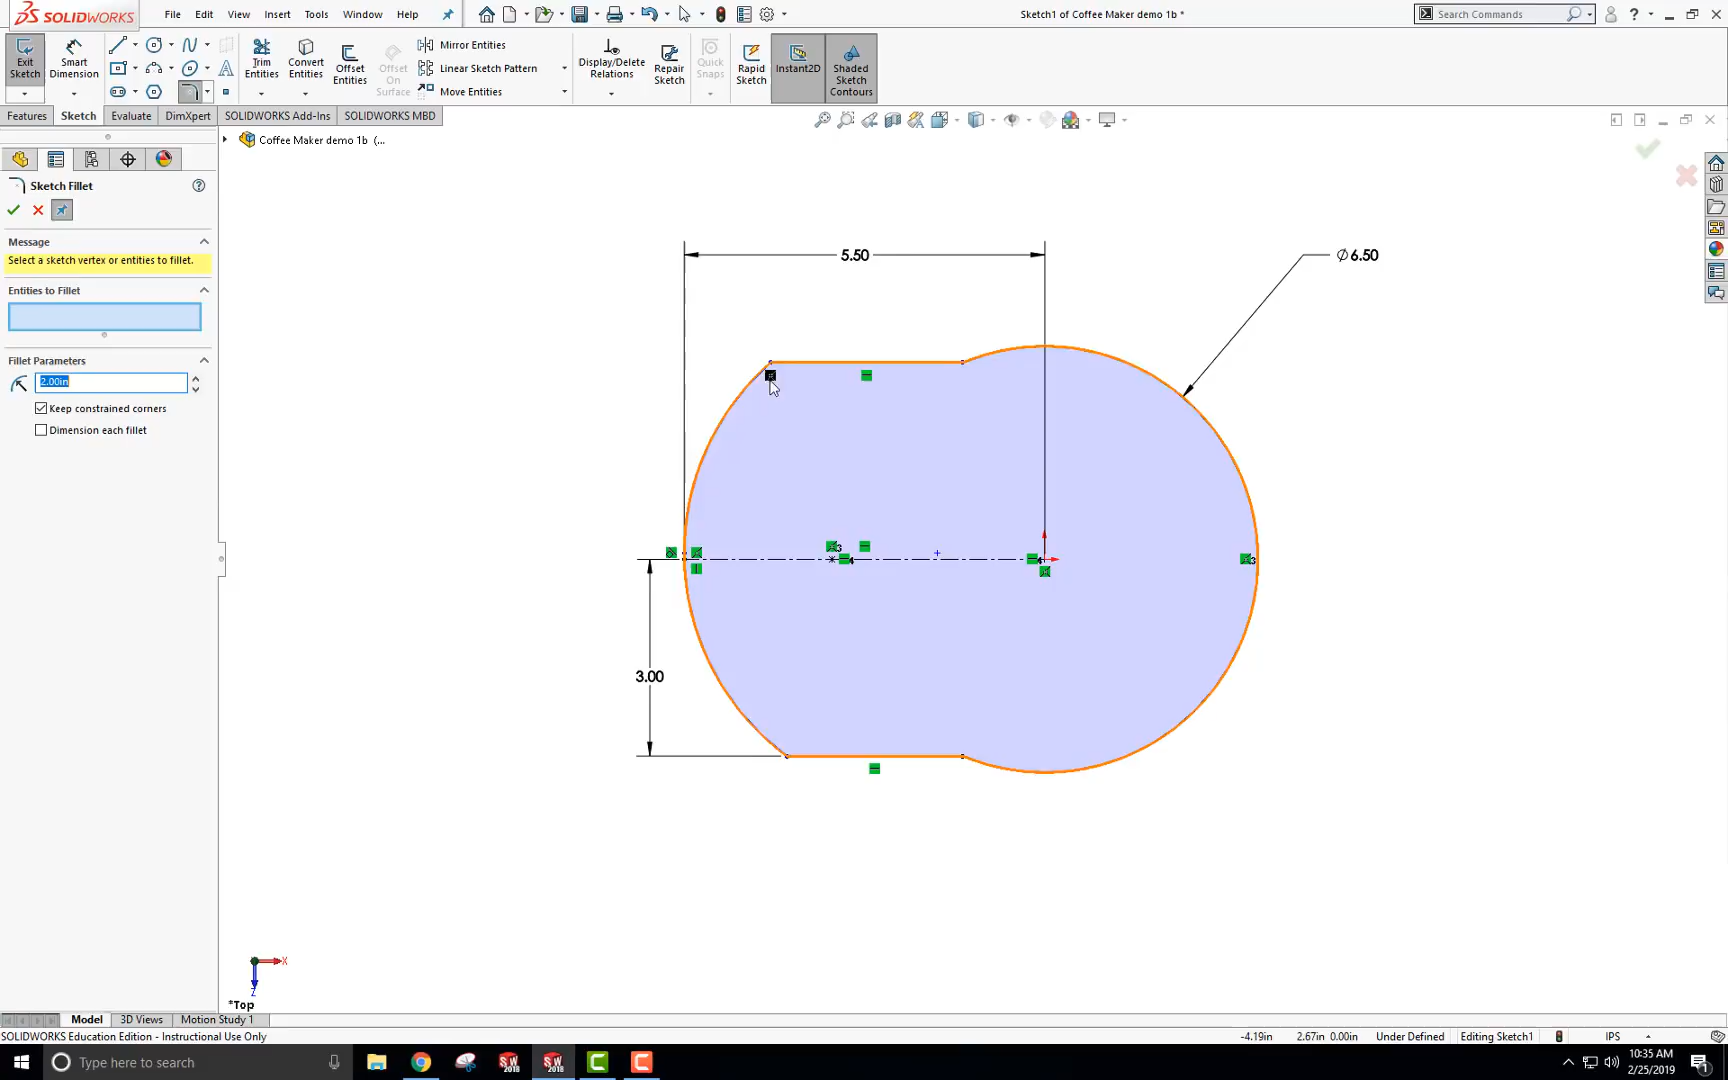 SOLIDWORKS File Edit View Insert Tools Window Help Sketch1 of Coffee Maker demo 1b * Search Commands ?
Exit Sketch
Smart Dimension
Trim Entities
Convert Entities
Offset Entities
Offset On Surface
Mirror Entities
Linear Sketch Pattern
Move Entities
Display/Delete Relations
Repair Sketch
Quick Snaps
Rapid Sketch
Instant2D
Shaded Sketch Contours
Features Sketch Evaluate DimXpert SOLIDWORKS Add-Ins SOLIDWORKS MBD
Coffee Maker demo 1b (...
Sketch Fillet
Message
Select a sketch vertex or entities to fillet.
Entities to Fillet
Fillet Parameters
2.00in
Keep constrained corners
Dimension each fillet
5.50
Ø6.50
3.00
X
Z
*Top
Model 3D Views Motion Study 1
SOLIDWORKS Education Edition - Instructional Use Only -4.19in 2.67in 0.00in Under Defined Editing Sketch1 IPS
Type here to search
10:35 AM
2/25/2019